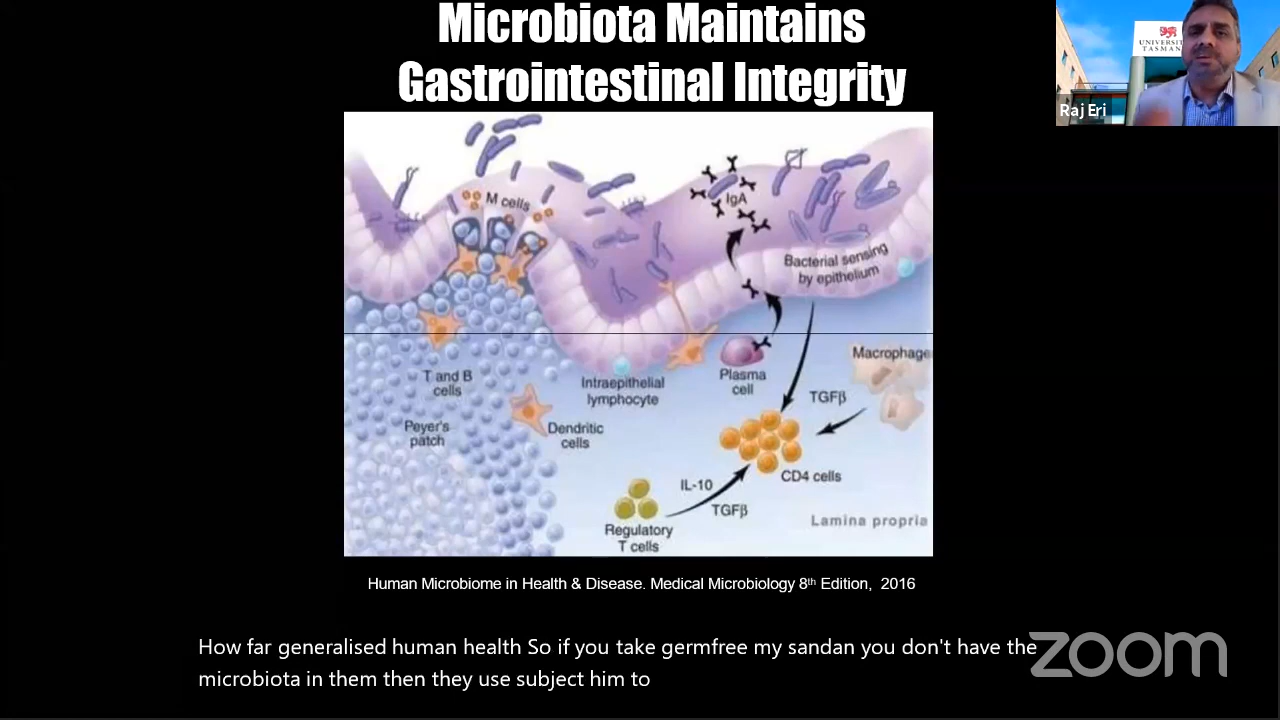 Microbiota Maintains
Gastrointestinal Integrity
UNIVERSIT
TASMAN
Raj Eri
M cells
IgA
Bacterial sensing
by epithelium
Macrophage
T and B
cells
Intraepithelial
lymphocyte
Plasma
cell
TGFβ
Peyer's
patch
Dendritic
cells
CD4 cells
IL-10
TGFβ
Regulatory
T cells
Lamina propria
Human Microbiome in Health & Disease. Medical Microbiology 8th Edition, 2016
How far generalised human health So if you take germfree my sandan you don't have the
microbiota in them then they use subject him to
zoom